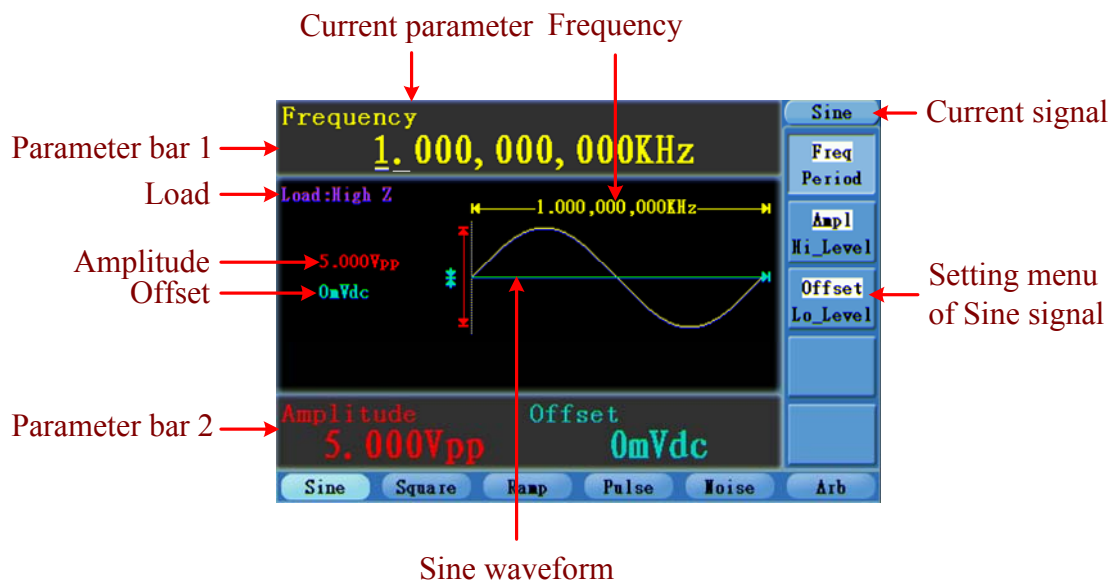 Current parameter
Frequency
Frequency
Sine
Current signal
Parameter bar 1
1.000,000,000KHz
Freq
Period
Load
Load:High Z
1.000,000,000KHz
Ampl
Hi_Level
Amplitude
5.000Vpp
Offset
0mVdc
Offset
Lo_Level
Setting menu
of Sine signal
Amplitude
Offset
Parameter bar 2
5.000Vpp
0mVdc
Sine
Square
Ramp
Pulse
Noise
Arb
Sine waveform